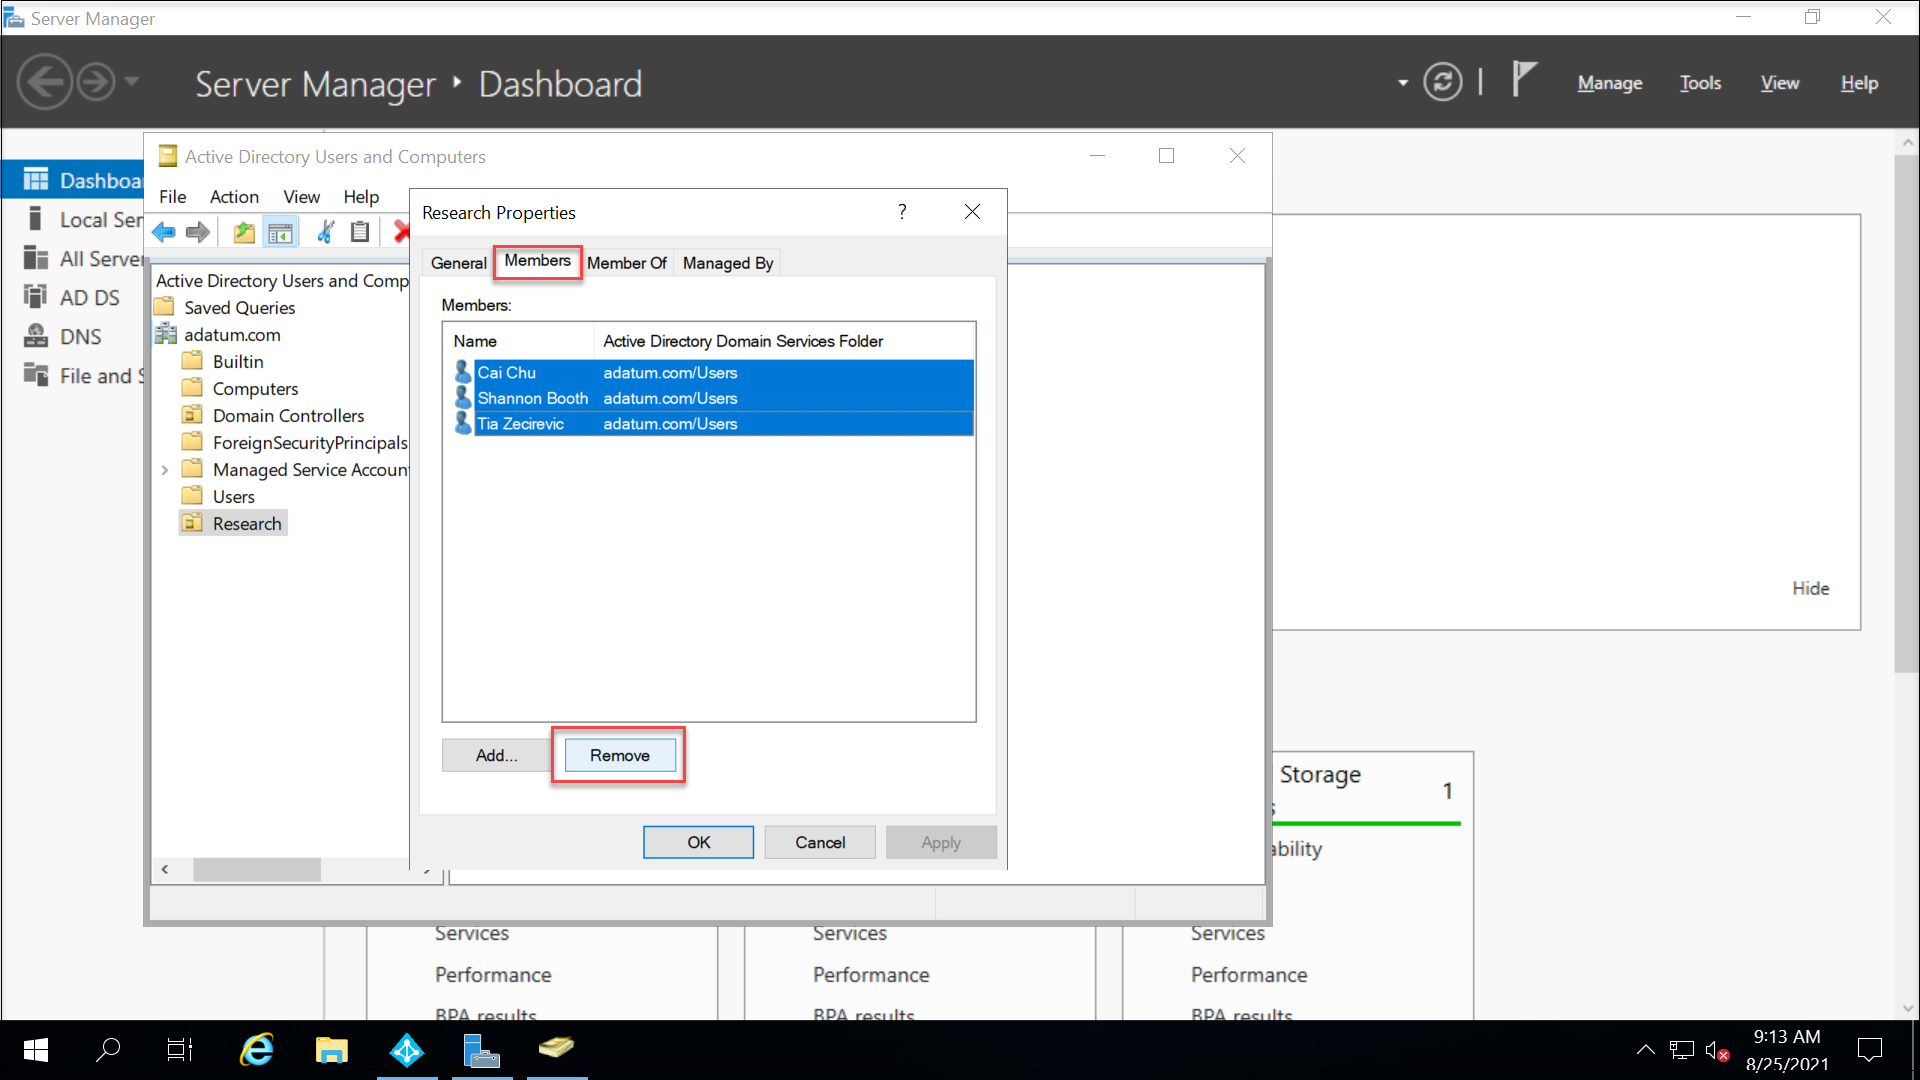 Server Manager
Server Manager ‣ Dashboard
Manage Tools View Help
Dashboar
Local Ser
All Server
AD DS
DNS
File and S
Active Directory Users and Computers
File Action View Help
Active Directory Users and Comp
Saved Queries
adatum.com
Builtin
Computers
Domain Controllers
ForeignSecurityPrincipals
Managed Service Accoun
Users
Research
Research Properties
?
General Members Member Of Managed By
Members:
Name Active Directory Domain Services Folder
Cai Chu adatum.com/Users
Shannon Booth adatum.com/Users
Tia Zecirevic adatum.com/Users
Add... Remove
OK Cancel Apply
Hide
Storage 1
s
ability
Services Services Services
Performance Performance Performance
BPA results BPA results BPA results
9:13 AM
8/25/2021